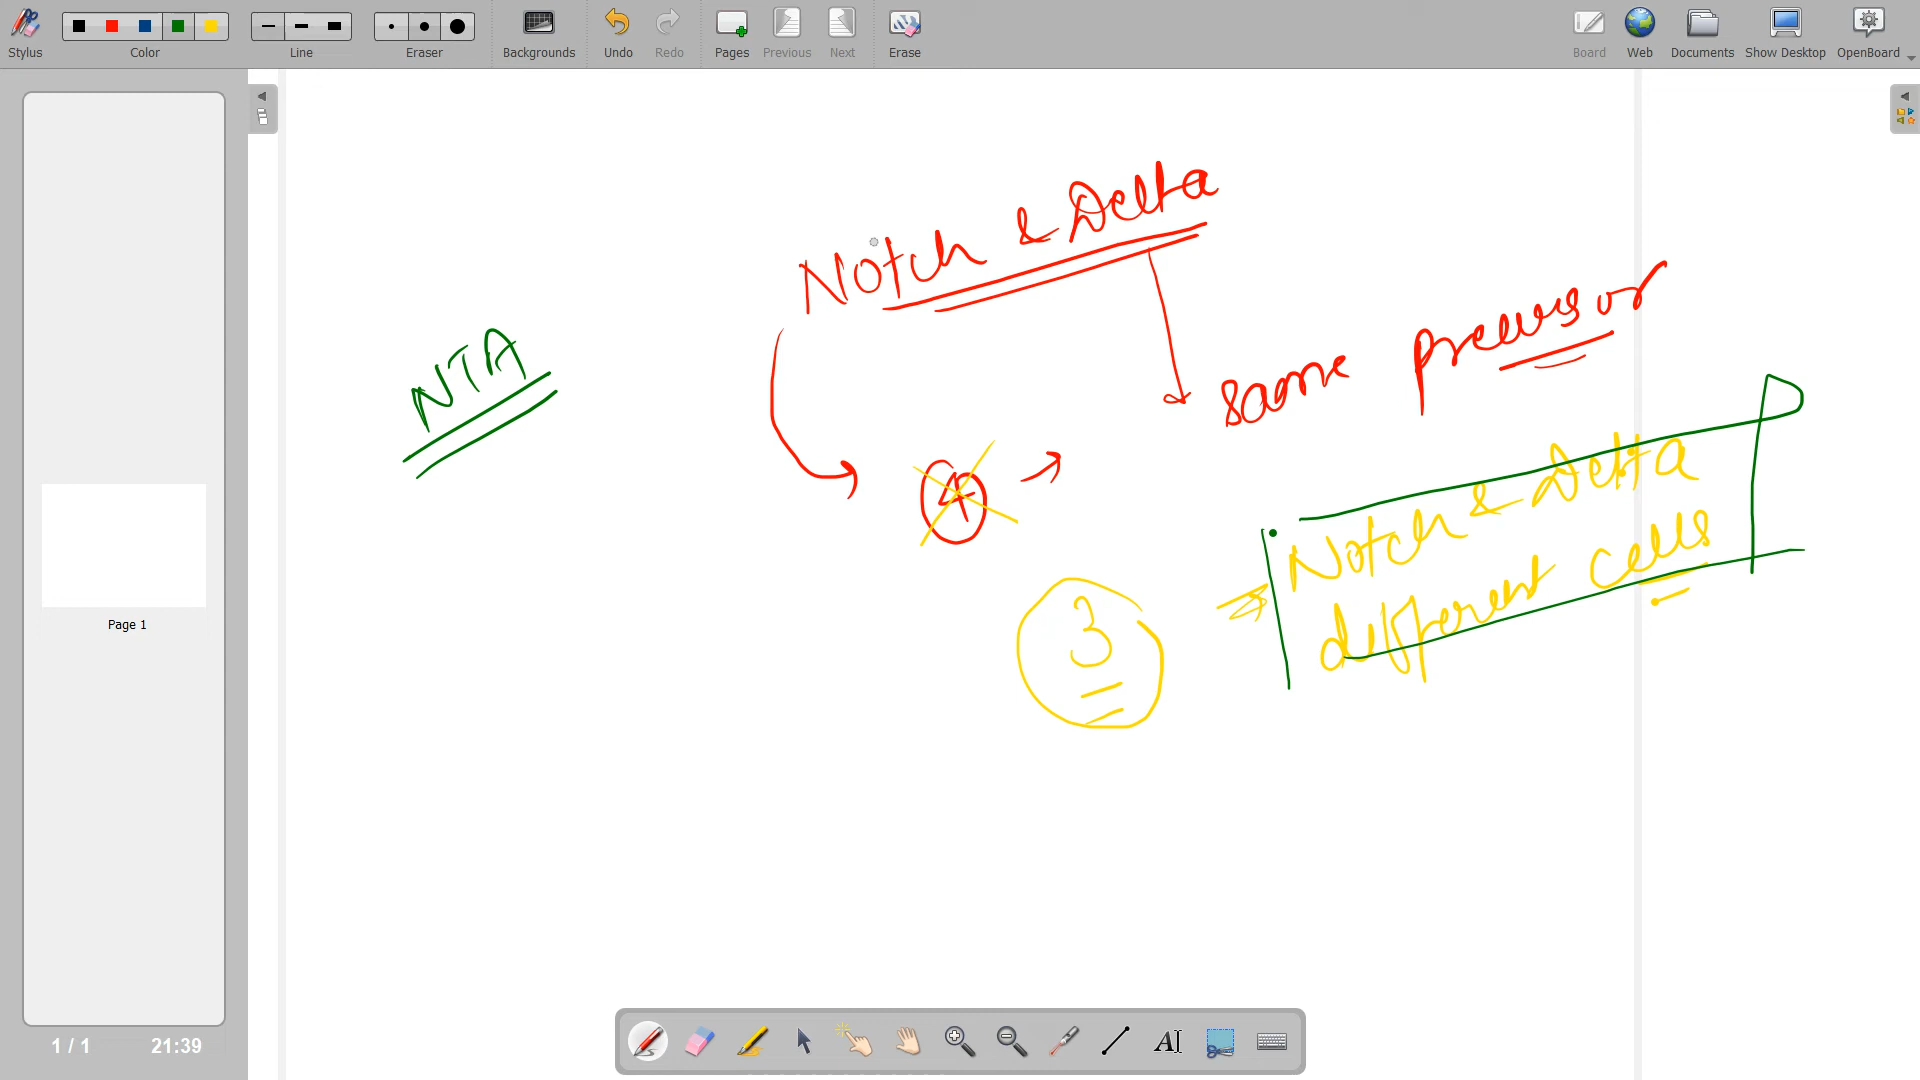 Stylus
Color
Line
Eraser
Backgrounds
Undo
Redo
Pages
Previous
Next
Erase
Board
Web
Documents
Show Desktop
OpenBoard
Notch & Delta
NTA
same precursor
4
Notch & Delta
different cells
3
Page 1
1 / 1
21:39